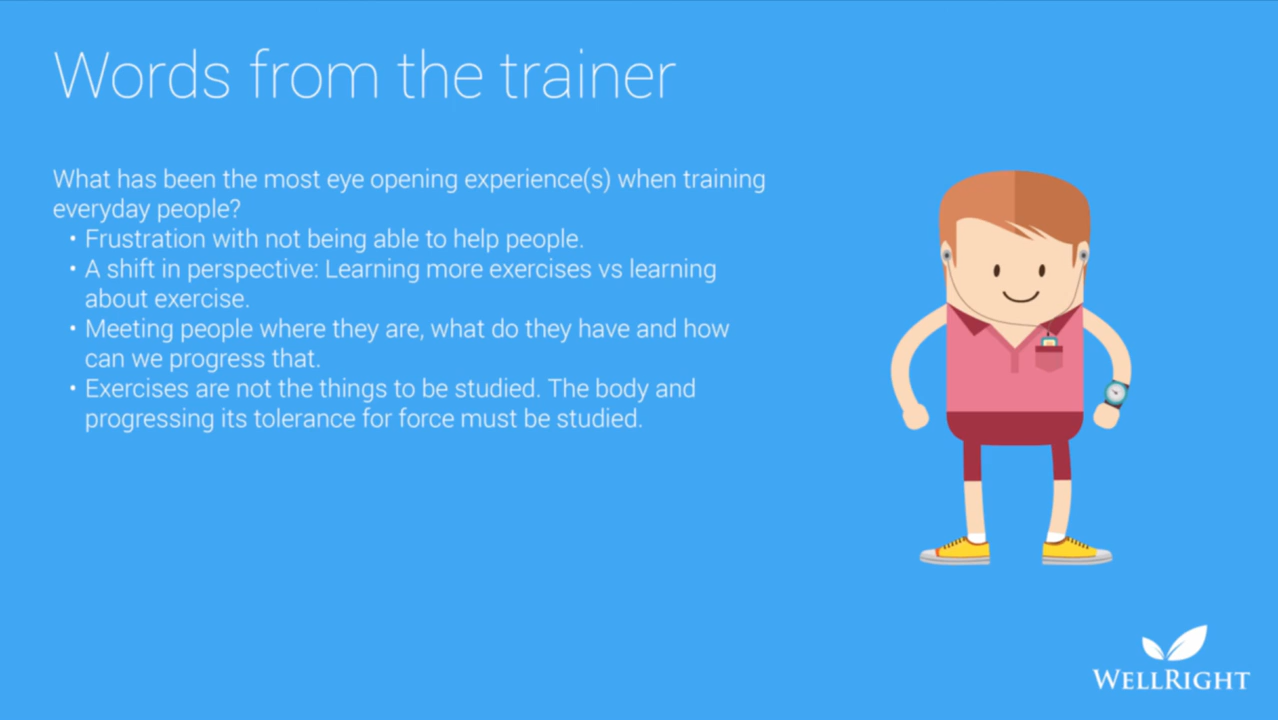 Words from the trainer
What has been the most eye opening experience(s) when training
everyday people?
• Frustration with not being able to help people.
• A shift in perspective: Learning more exercises vs learning
about exercise.
• Meeting people where they are, what do they have and how
can we progress that.
• Exercises are not the things to be studied. The body and
progressing its tolerance for force must be studied.
WELLRIGHT